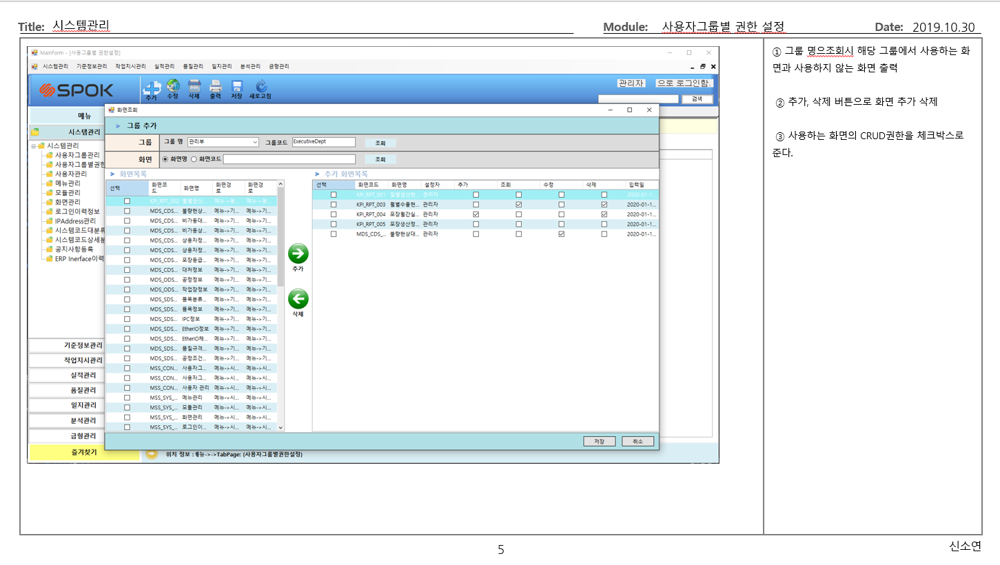 Title: 시스템관리
Module: 사용자그룹별 권한 설정
Date: 2019.10.30
MainForm - [사용그룹별 권한설정]
시스템관리 기준정보관리 작업지시관리 실적관리 품질관리 일지관리 분석관리 금형관리
SPOK
추가 수정 삭제 출력 저장 새로고침
관리자 으로 로그인함.
검색
메뉴
시스템관리
시스템관리
사용자그룹관리
사용자그룹별권한
사용자관리
메뉴관리
모듈관리
화면관리
로그인이력정보
IPAddress관리
시스템코드대분류
시스템코드상세분
공지사항등록
ERP Inerface이력
기준정보관리
작업지시관리
실적관리
품질관리
일지관리
분석관리
금형관리
즐겨찾기
화면조회
그룹 추가
그룹 그룹 명 관리부 그룹코드 ExecutiveDept 조회
화면 화면명 화면코드 조회
화면목록
선택 화면코드 화면명 화면경로 화면경로
KPI_RPT_002 월별생산... 메뉴->분... 메뉴->분...
MDS_CDS... 불량현상... 메뉴->기... 메뉴->기...
MDS_CDS... 비가동대... 메뉴->기... 메뉴->기...
MDS_CDS... 비가동상... 메뉴->기... 메뉴->기...
MDS_CDS... 상용자정... 메뉴->기... 메뉴->기...
MDS_CDS... 상용자정... 메뉴->기... 메뉴->기...
MDS_CDS... 포장등급... 메뉴->기... 메뉴->기...
MDS_CDS... 대처정보 메뉴->기... 메뉴->기...
MDS_ODS... 공정정보 메뉴->기... 메뉴->기...
MDS_ODS... 작업장정보 메뉴->기... 메뉴->기...
MDS_SDS... 품목분류... 메뉴->기... 메뉴->기...
MDS_SDS... 품목정보 메뉴->기... 메뉴->기...
MDS_SDS... IPC정보 메뉴->기... 메뉴->기...
MDS_SDS... EtherIO정보 메뉴->기... 메뉴->기...
MDS_SDS... EtherIO채... 메뉴->기... 메뉴->기...
MDS_SDS... 품질규격... 메뉴->기... 메뉴->기...
MDS_SDS... 공정조건... 메뉴->기... 메뉴->기...
MSS_CON... 사용자그... 메뉴->시... 메뉴->시...
MSS_CON... 사용자그... 메뉴->시... 메뉴->시...
MSS_CON... 사용자 관리 메뉴->시... 메뉴->시...
MSS_SYS_... 메뉴관리 메뉴->시... 메뉴->시...
MSS_SYS_... 모듈관리 메뉴->시... 메뉴->시...
MSS_SYS_... 화면관리 메뉴->시... 메뉴->시...
MSS_SYS_... 로그인이... 메뉴->시... 메뉴->시...
추가
삭제
추가 화면목록
선택 화면코드 화면명 설정자 추가 조회 수정 삭제 입력일
KPI_RPT_001 일별생산현... 관리자 2020-01-1...
KPI_RPT_003 월별수율현... 관리자 2020-01-1...
KPI_RPT_004 포장월간실... 관리자 2020-01-1...
KPI_RPT_005 포장생산정... 관리자 2020-01-1...
MDS_CDS_... 불량현상대... 관리자 2020-01-1...
저장 취소
위치 정보 : 메뉴->->TabPage: (사용자그룹별권한설정)
① 그룹 명으조회시 해당 그룹에서 사용하는 화
면과 사용하지 않는 화면 출력
② 추가, 삭제 버튼으로 화면 추가 삭제
③ 사용하는 화면의 CRUD권한을 체크박스로
준다.
5
신소연